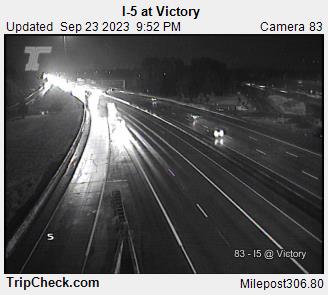 I-5 at Victory
Updated Sep 23 2023 9:52 PM Camera 83
S
83 - I5 @ Victory
TripCheck.com Milepost306.80